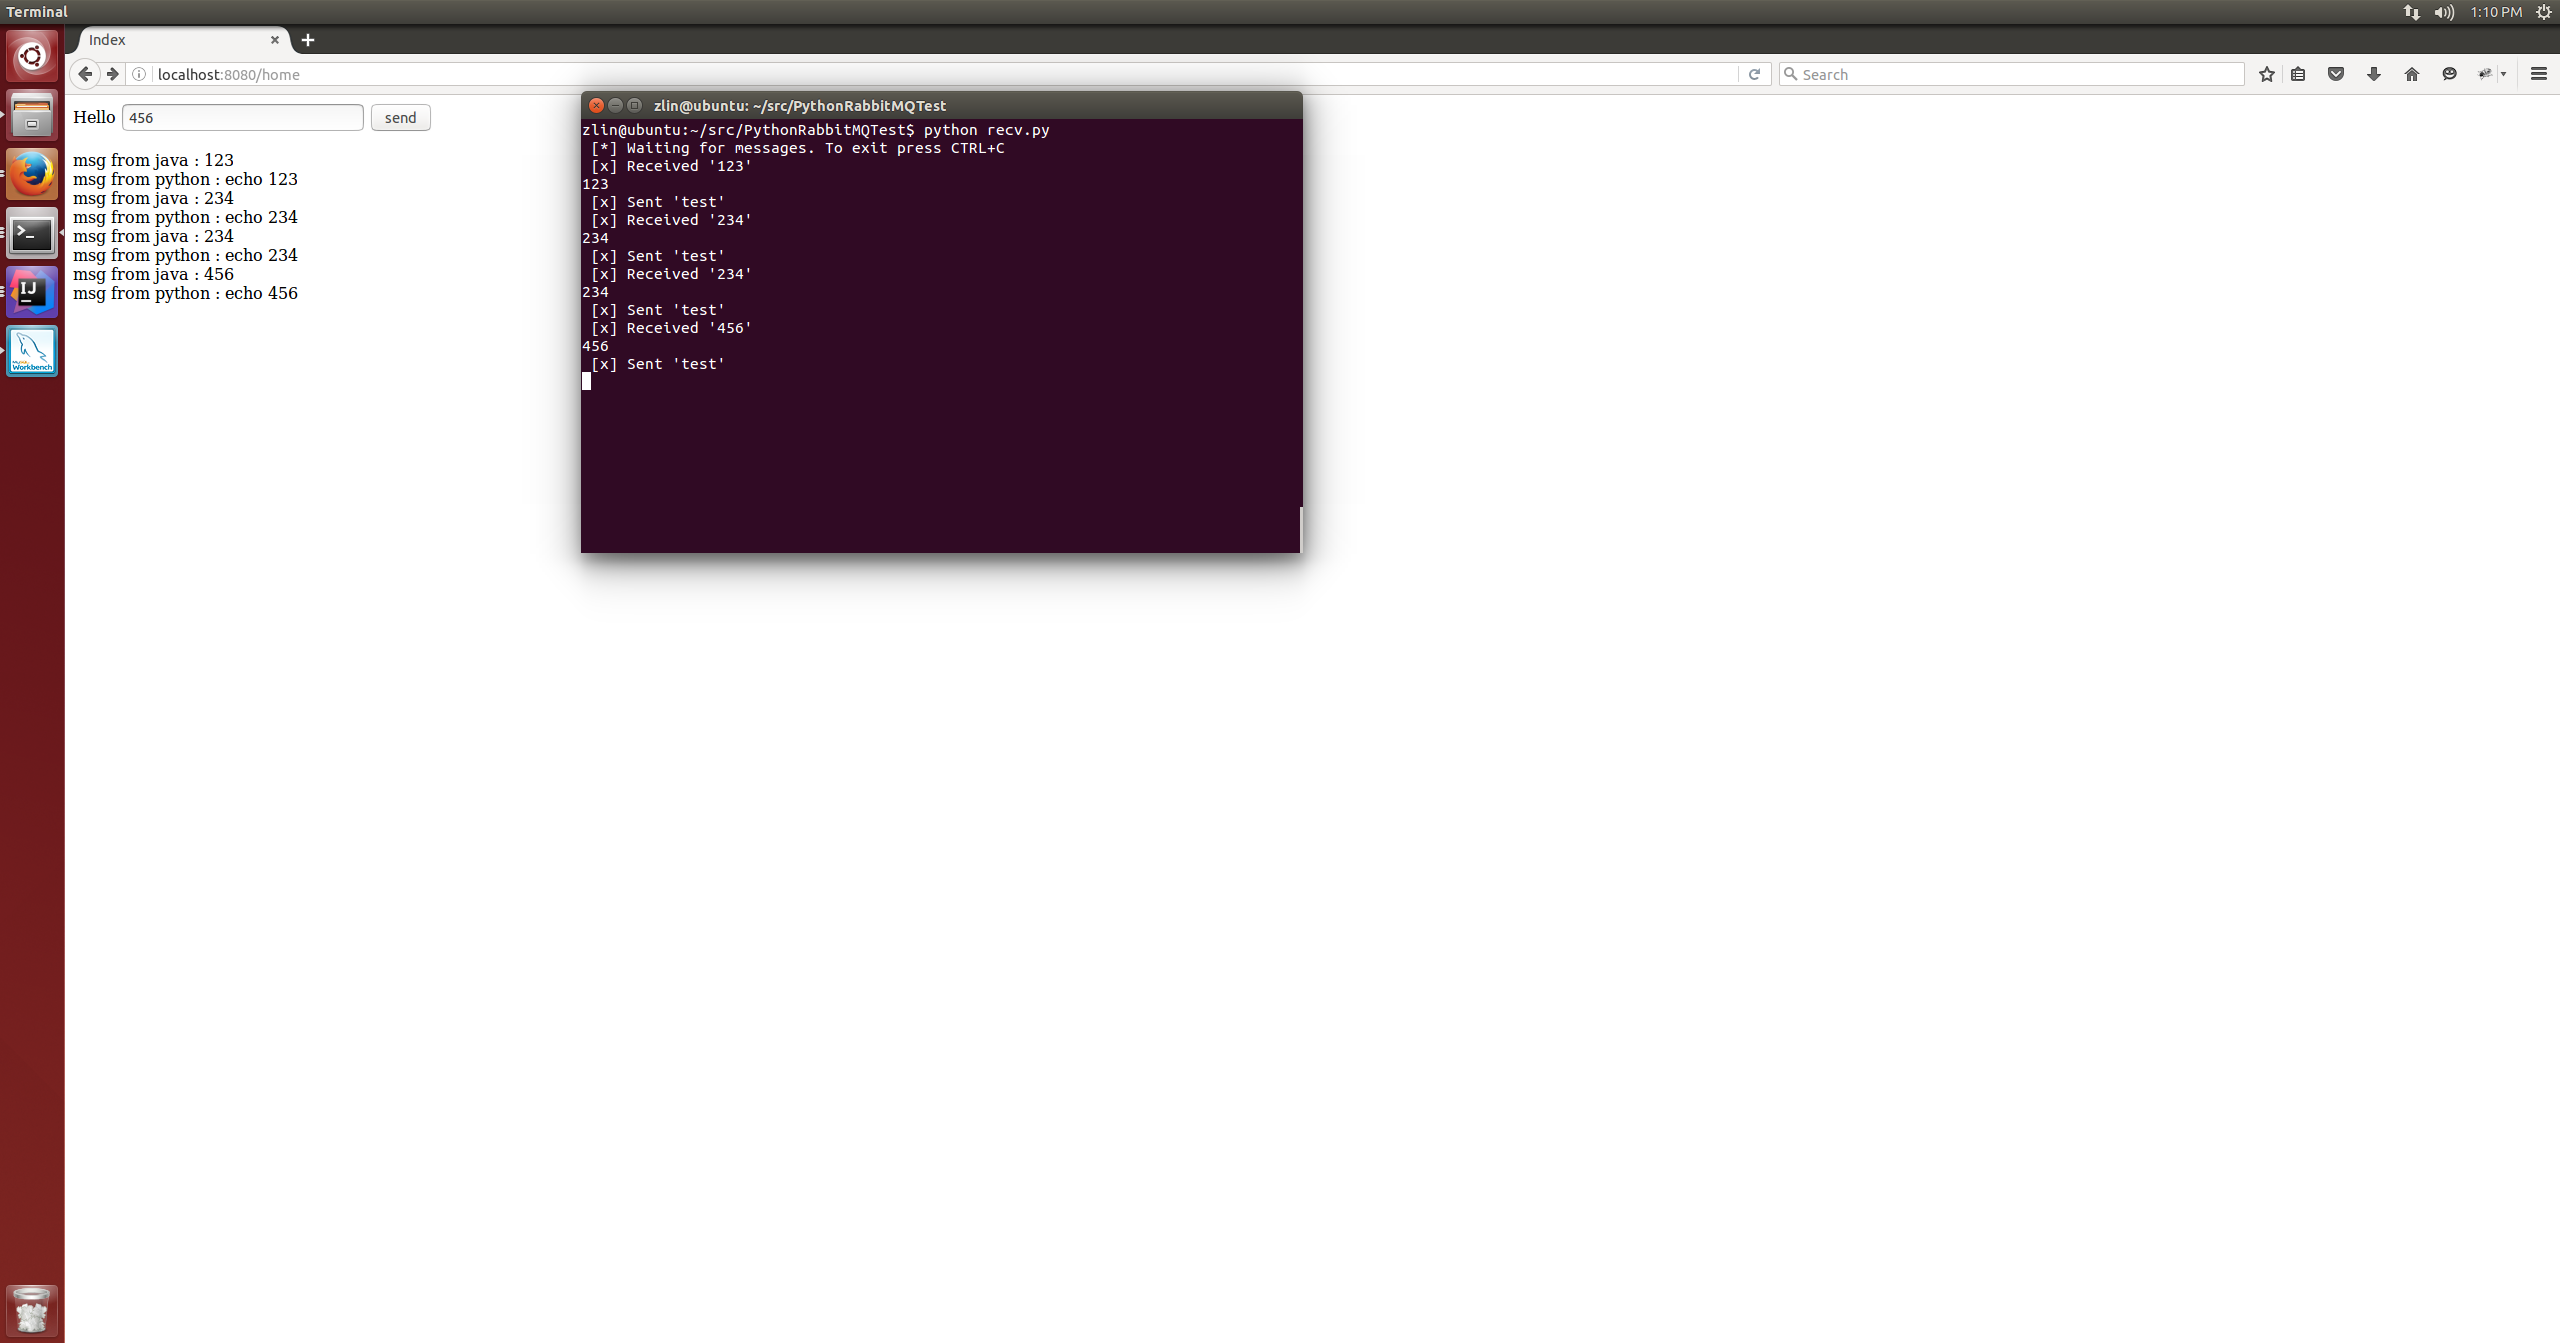 Terminal
1:10 PM
Index
localhost:8080/home
Search
Hello 456 send
msg from java : 123
msg from python : echo 123
msg from java : 234
msg from python : echo 234
msg from java : 234
msg from python : echo 234
msg from java : 456
msg from python : echo 456
zlin@ubuntu: ~/src/PythonRabbitMQTest
zlin@ubuntu:~/src/PythonRabbitMQTest$ python recv.py
[*] Waiting for messages. To exit press CTRL+C
[x] Received '123'
123
[x] Sent 'test'
[x] Received '234'
234
[x] Sent 'test'
[x] Received '234'
234
[x] Sent 'test'
[x] Received '456'
456
[x] Sent 'test'
>_
IJ
Workbench